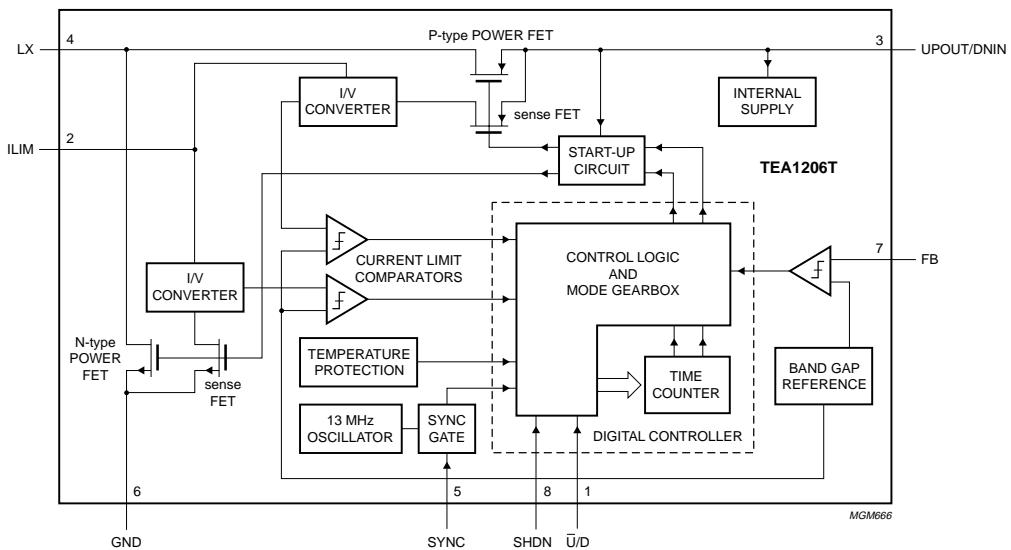 LX
4
P-type POWER FET
3
UPOUT/DNIN
I/V
CONVERTER
sense FET
INTERNAL
SUPPLY
ILIM
2
START-UP
CIRCUIT
TEA1206T
CURRENT LIMIT
COMPARATORS
CONTROL LOGIC
AND
MODE GEARBOX
7
FB
I/V
CONVERTER
N-type
POWER
FET
sense
FET
TEMPERATURE
PROTECTION
TIME
COUNTER
BAND GAP
REFERENCE
13 MHz
OSCILLATOR
SYNC
GATE
DIGITAL CONTROLLER
6
5
8
1
MGM666
GND
SYNC
SHDN
U̅/D